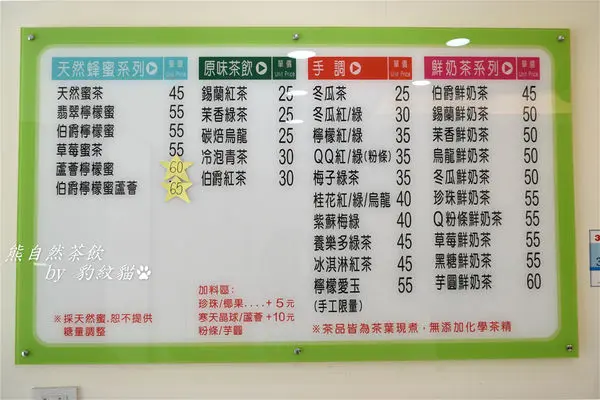 天然蜂蜜系列 單價 Unit Price
天然蜜茶 45
翡翠檸檬蜜 55
伯爵檸檬蜜 55
草莓蜜茶 55
蘆薈檸檬蜜 60
伯爵檸檬蜜蘆薈 65
※採天然蜜.恕不提供
糖量調整
原味茶飲 單價 Unit Price
錫蘭紅茶 25
茉香綠茶 25
碳焙烏龍 25
冷泡青茶 30
伯爵紅茶 30
加料區:
珍珠/椰果....+5元
寒天晶球/蘆薈+10元
粉條/芋圓
手調 單價 Unit Price
冬瓜茶 25
冬瓜紅/綠 30
檸檬紅/綠 35
QQ紅/綠(粉條) 35
梅子綠茶 35
桂花紅/綠/烏龍 40
紫蘇梅綠 40
養樂多綠茶 45
冰淇淋紅茶 45
檸檬愛玉 55
(手工限量)
鮮奶茶系列 單價 Unit Price
伯爵鮮奶茶 45
錫蘭鮮奶茶 50
茉香鮮奶茶 50
烏龍鮮奶茶 50
冬瓜鮮奶茶 50
珍珠鮮奶茶 55
Q粉條鮮奶茶 55
草莓鮮奶茶 55
黑糖鮮奶茶 55
芋圓鮮奶茶 60
※茶品皆為茶葉現煮，無添加化學茶精
熊自然茶飲
by 豹紋貓